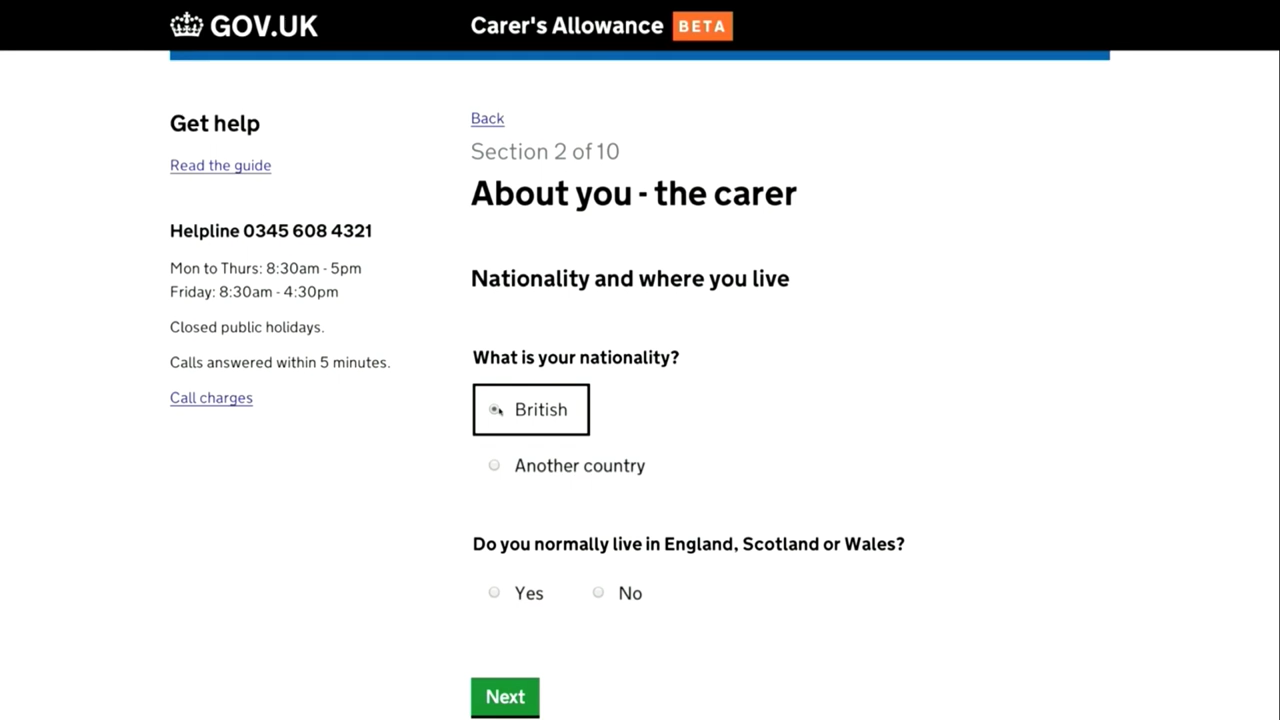 GOV.UK
Carer's Allowance BETA
Get help
Read the guide
Helpline 0345 608 4321
Mon to Thurs: 8:30am - 5pm
Friday: 8:30am - 4:30pm
Closed public holidays.
Calls answered within 5 minutes.
Call charges
Back
Section 2 of 10
About you - the carer
Nationality and where you live
What is your nationality?
British
Another country
Do you normally live in England, Scotland or Wales?
Yes No
Next